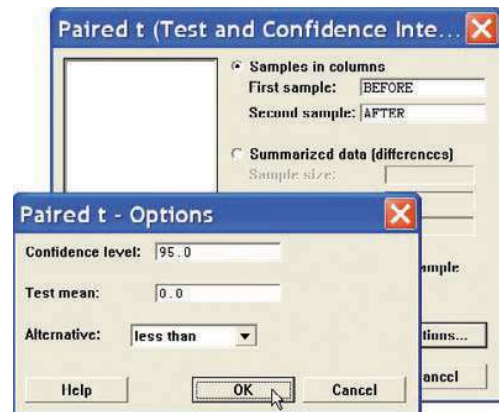 Paired t (Test and Confidence Inte...
Samples in columns
First sample: BEFORE
Second sample: AFTER
Summarized data (differences)
Sample size:
Paired t - Options
Confidence level: 95.0
Test mean: 0.0
Alternative: less than
Help
OK
Cancel
ample
tions...
ancel